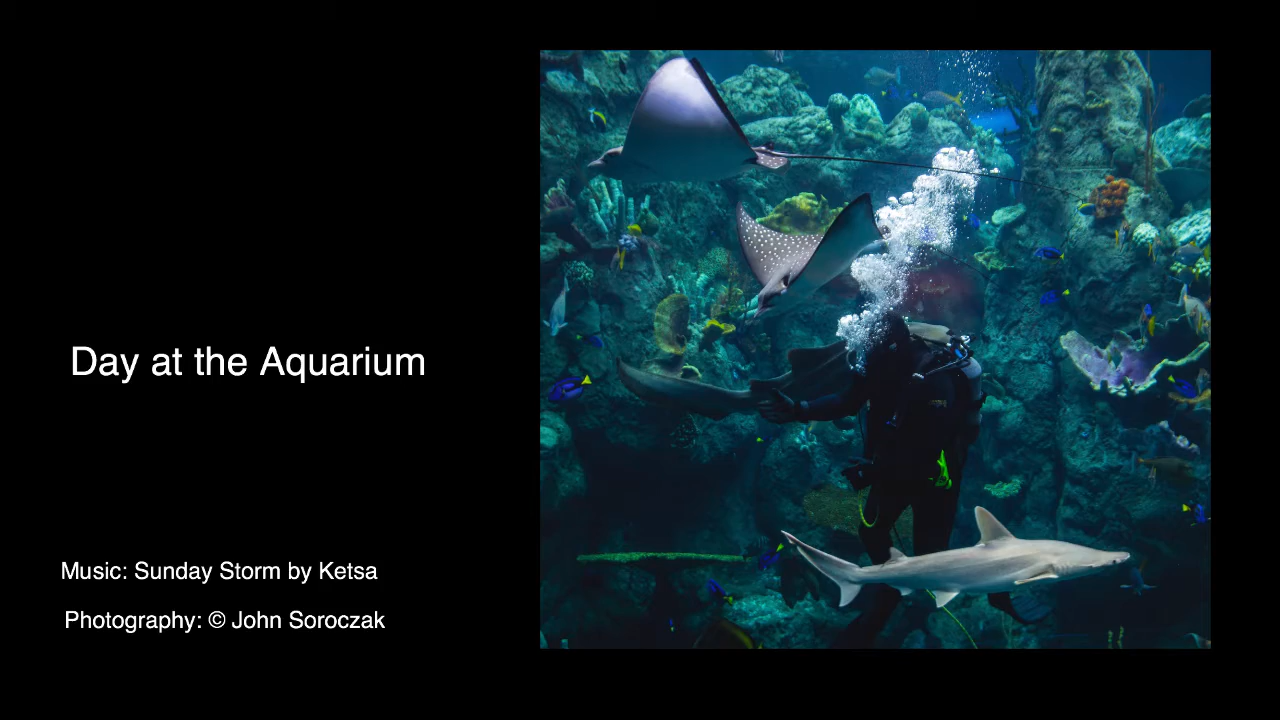 Day at the Aquarium
Music: Sunday Storm by Ketsa
Photography: © John Soroczak